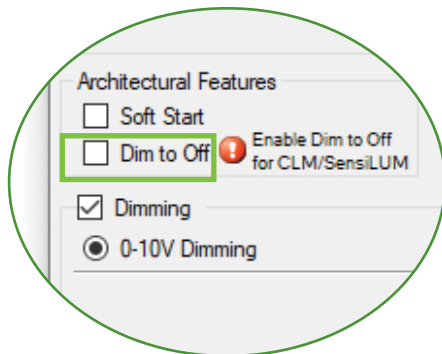 Architectural Features
Soft Start
Dim to Off
Enable Dim to Off
for CLM/SensiLUM
Dimming
0-10V Dimming